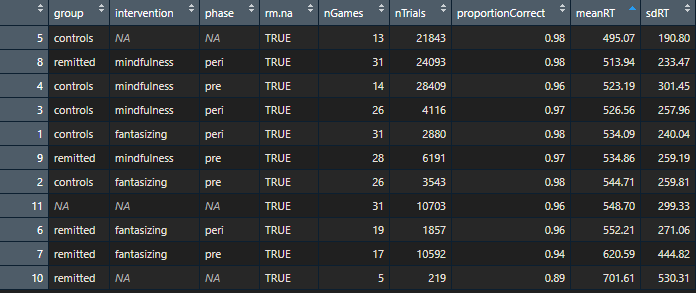 group intervention phase rm.na nGames nTrials proportionCorrect meanRT sdRT
5 controls NA NA TRUE 13 21843 0.98 495.07 190.80
8 remitted mindfulness peri TRUE 31 24093 0.98 513.94 233.47
4 controls mindfulness pre TRUE 14 28409 0.96 523.19 301.45
3 controls mindfulness peri TRUE 26 4116 0.97 526.56 257.96
1 controls fantasizing peri TRUE 31 2880 0.98 534.09 240.04
9 remitted mindfulness pre TRUE 28 6191 0.97 534.86 259.19
2 controls fantasizing pre TRUE 26 3543 0.98 544.71 259.81
11 NA NA NA TRUE 31 10703 0.96 548.70 299.33
6 remitted fantasizing peri TRUE 19 1857 0.96 552.21 271.06
7 remitted fantasizing pre TRUE 17 10592 0.94 620.59 444.82
10 remitted NA NA TRUE 5 219 0.89 701.61 530.31